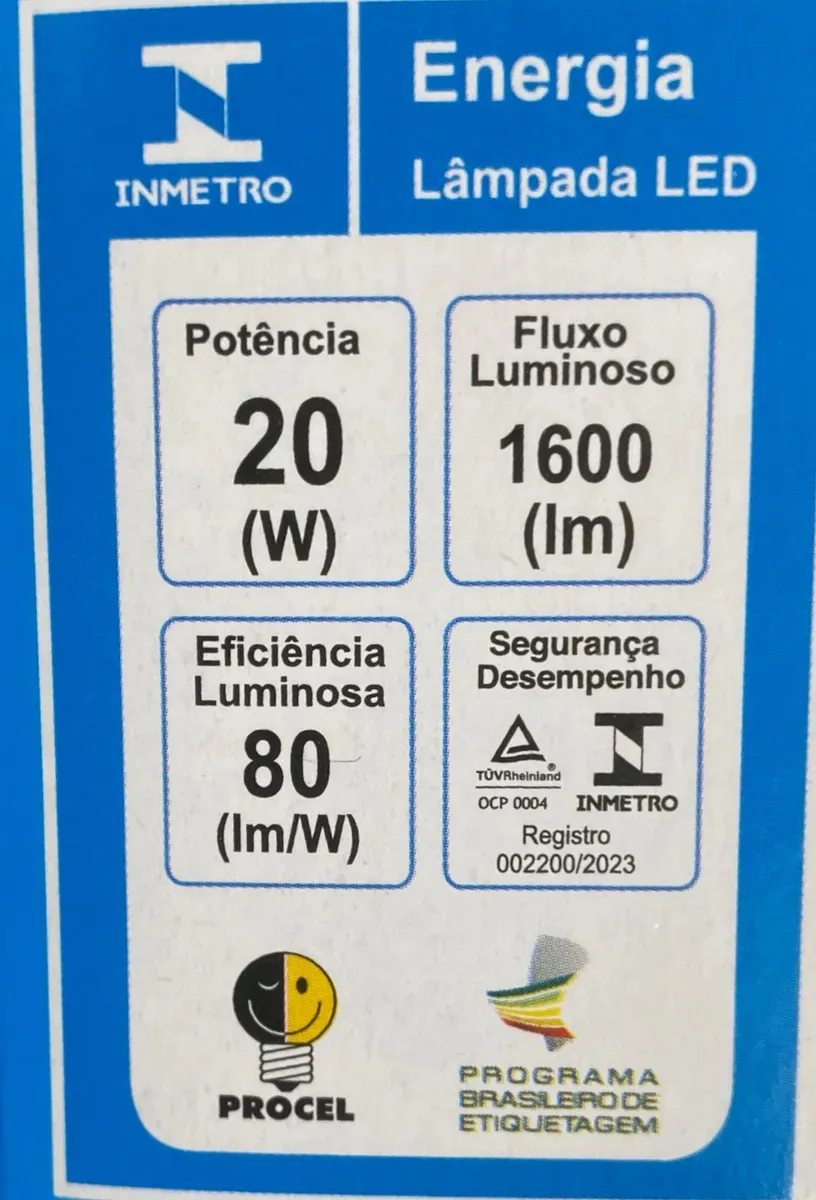 INMETRO
Energia
Lâmpada LED
Potência
20
(W)
Fluxo
Luminoso
1600
(lm)
Eficiência
Luminosa
80
(lm/W)
Segurança
Desempenho
TÜVRheinland®
OCP 0004
INMETRO
Registro
002200/2023
PROCEL
PROGRAMA
BRASILEIRO DE
ETIQUETAGEM